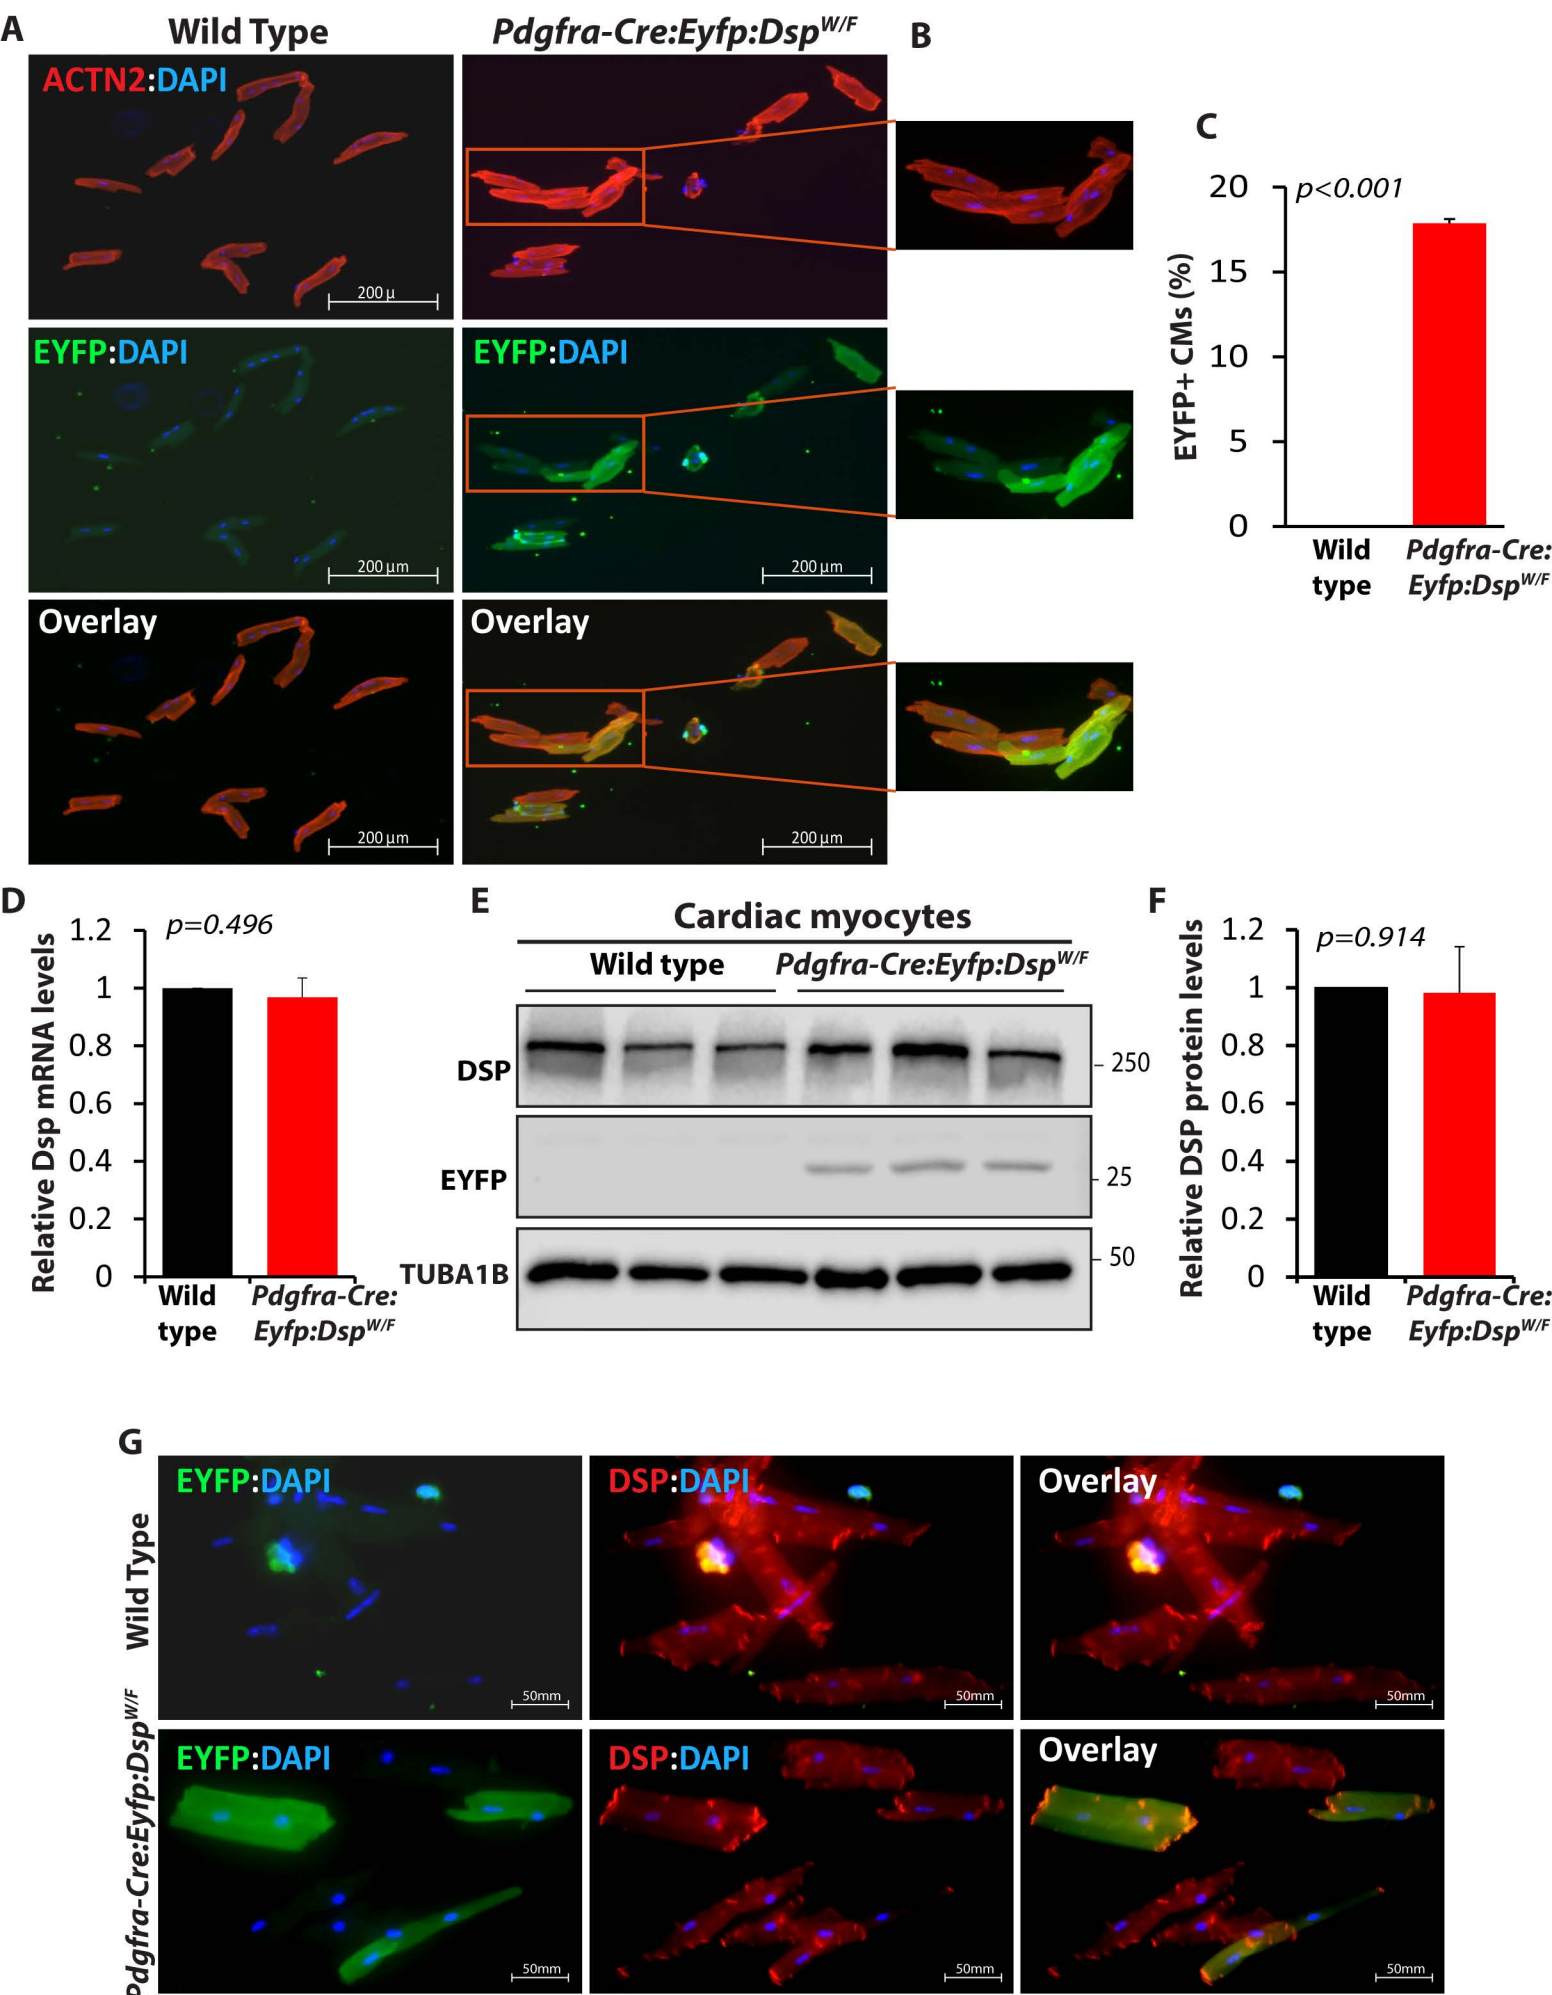 A
Wild Type
Pdgfra-Cre:Eyfp:Dsp^W/F
B
ACTN2:DAPI
200 µ
EYFP:DAPI
200 µm
EYFP:DAPI
200 µm
Overlay
200 µm
Overlay
200 µm
C
p<0.001
EYFP+ CMs (%)
20
15
10
5
0
Wild
type
Pdgfra-Cre:
Eyfp:Dsp^W/F
D
p=0.496
Relative Dsp mRNA levels
1.2
1
0.8
0.6
0.4
0.2
0
Wild
type
Pdgfra-Cre:
Eyfp:Dsp^W/F
E
Cardiac myocytes
Wild type
Pdgfra-Cre:Eyfp:Dsp^W/F
DSP
250
EYFP
25
TUBA1B
50
F
p=0.914
Relative DSP protein levels
1.2
1
0.8
0.6
0.4
0.2
0
Wild
type
Pdgfra-Cre:
Eyfp:Dsp^W/F
G
Wild Type
EYFP:DAPI
50mm
DSP:DAPI
50mm
Overlay
50mm
Pdgfra-Cre:Eyfp:Dsp^W/F
EYFP:DAPI
50mm
DSP:DAPI
50mm
Overlay
50mm